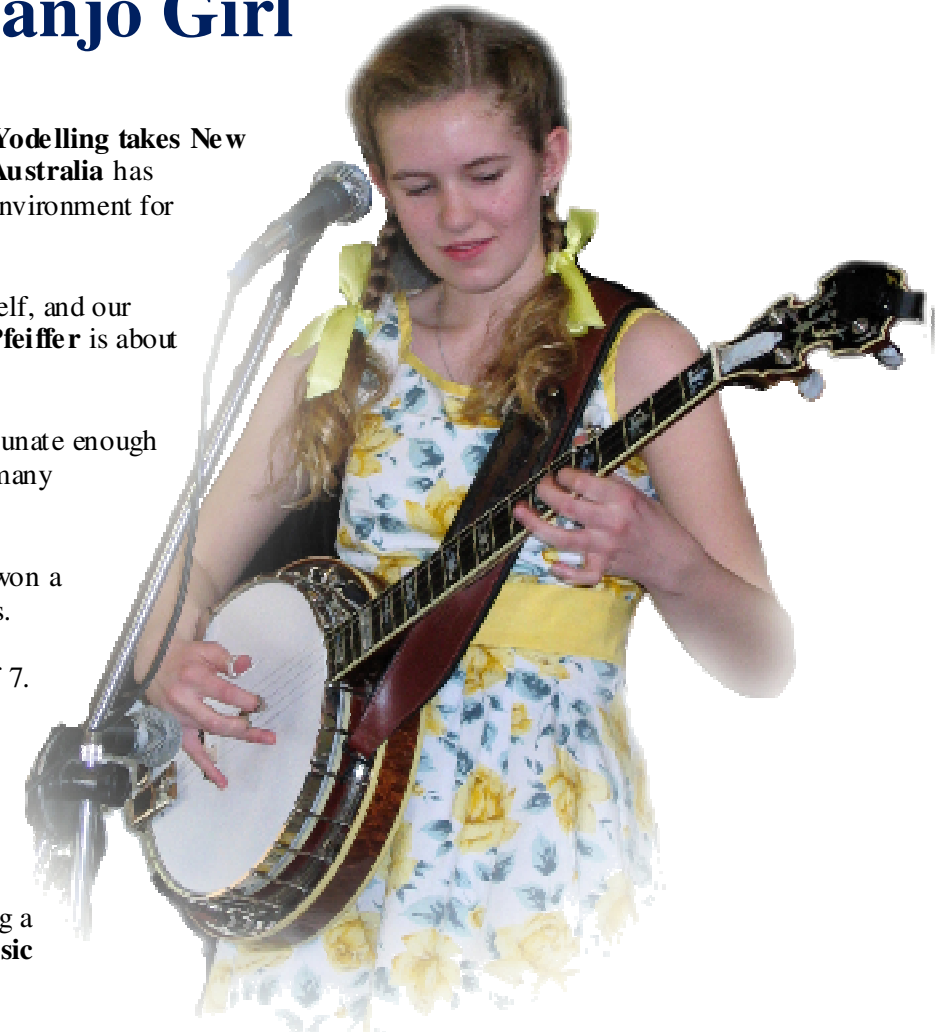 anjo Girl
Yodelling takes New
Australia has
nvironment for
elf, and our
Pfeiffer is about
unate enough
many
won a
s.
7.
g a
sic